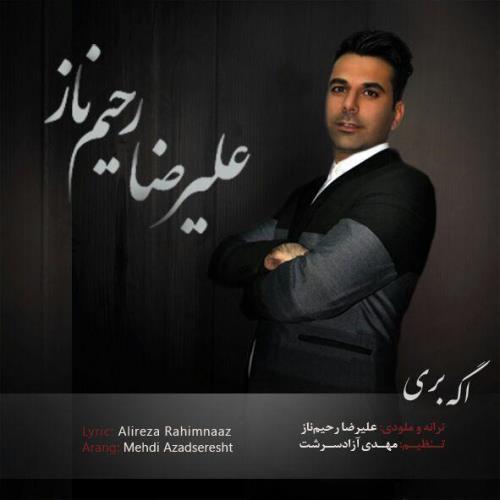 علیرضا رحیم ناز
اگه بری
ترانه و ملودی: علیرضا رحیم‌ناز
تنظیم: مهدی آزادسرشت
Lyric: Alireza Rahimnaaz
Arang: Mehdi Azadseresht